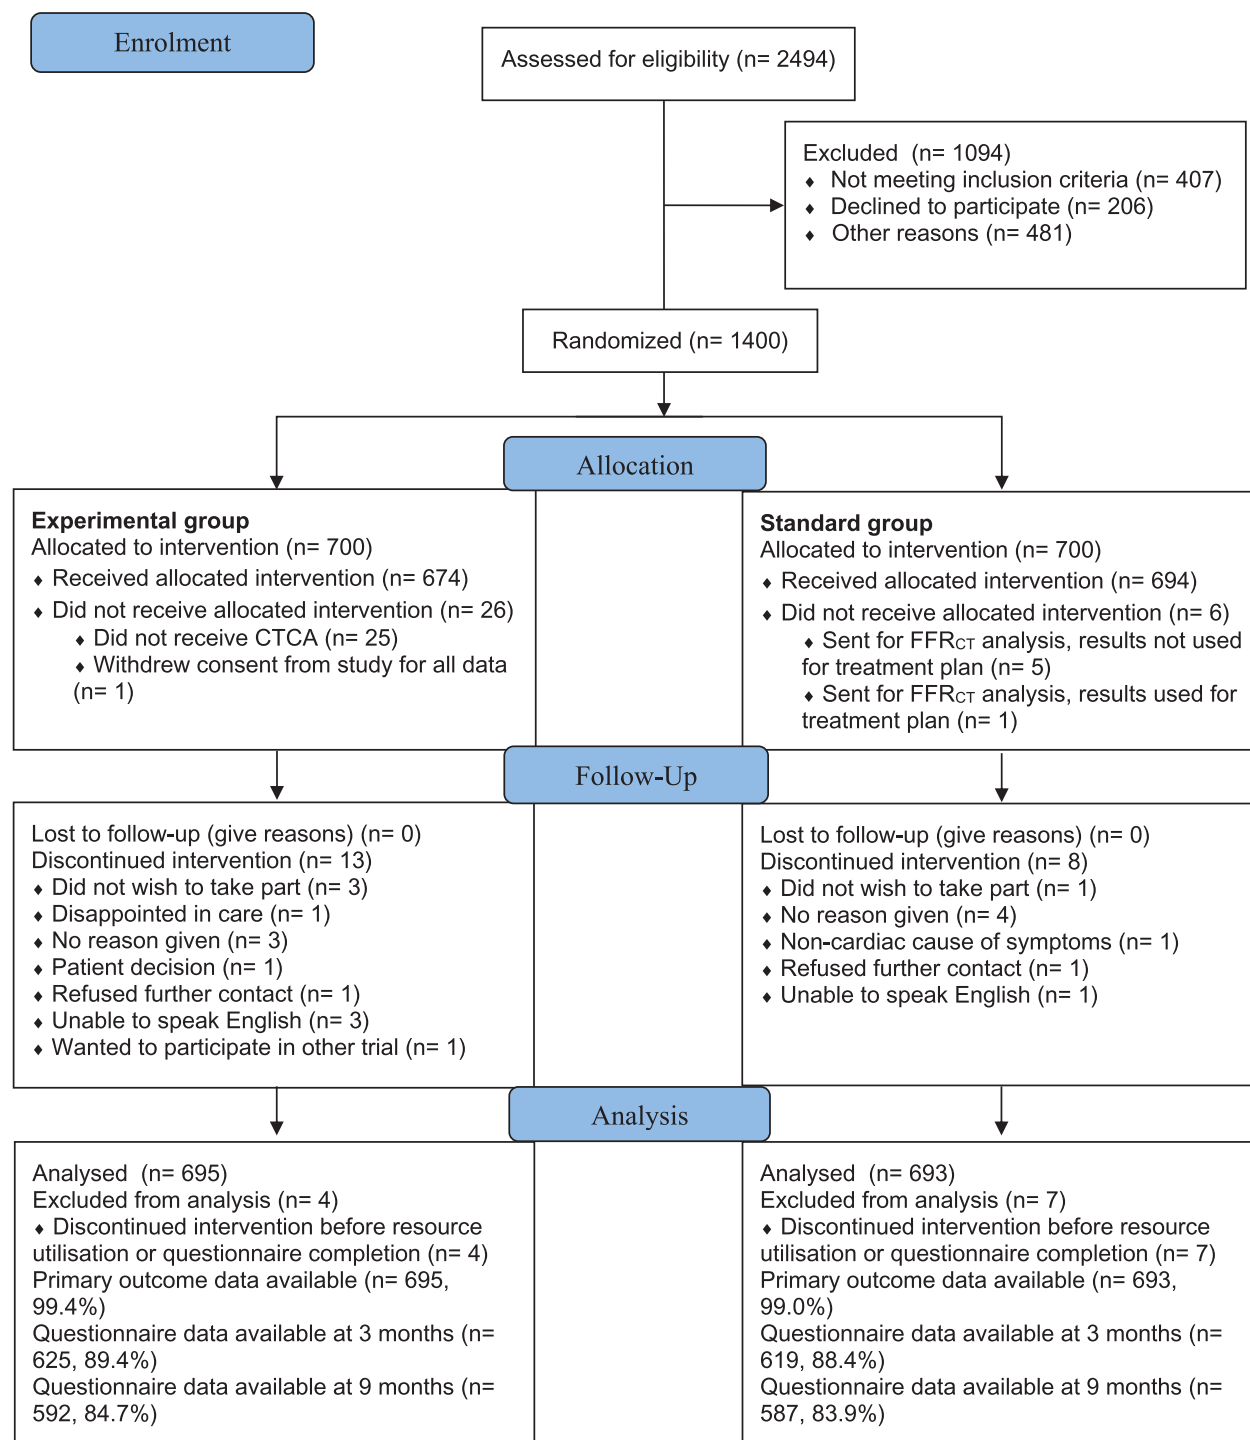 Enrolment
Assessed for eligibility (n= 2494)
Excluded (n= 1094)
♦ Not meeting inclusion criteria (n= 407)
♦ Declined to participate (n= 206)
♦ Other reasons (n= 481)
Randomized (n= 1400)
Allocation
Experimental group
Allocated to intervention (n= 700)
♦ Received allocated intervention (n= 674)
♦ Did not receive allocated intervention (n= 26)
♦ Did not receive CTCA (n= 25)
♦ Withdrew consent from study for all data
(n= 1)
Standard group
Allocated to intervention (n= 700)
♦ Received allocated intervention (n= 694)
♦ Did not receive allocated intervention (n= 6)
♦ Sent for FFRCT analysis, results not used
for treatment plan (n= 5)
♦ Sent for FFRCT analysis, results used for
treatment plan (n= 1)
Follow-Up
Lost to follow-up (give reasons) (n= 0)
Discontinued intervention (n= 13)
♦ Did not wish to take part (n= 3)
♦ Disappointed in care (n= 1)
♦ No reason given (n= 3)
♦ Patient decision (n= 1)
♦ Refused further contact (n= 1)
♦ Unable to speak English (n= 3)
♦ Wanted to participate in other trial (n= 1)
Lost to follow-up (give reasons) (n= 0)
Discontinued intervention (n= 8)
♦ Did not wish to take part (n= 1)
♦ No reason given (n= 4)
♦ Non-cardiac cause of symptoms (n= 1)
♦ Refused further contact (n= 1)
♦ Unable to speak English (n= 1)
Analysis
Analysed (n= 695)
Excluded from analysis (n= 4)
♦ Discontinued intervention before resource
utilisation or questionnaire completion (n= 4)
Primary outcome data available (n= 695,
99.4%)
Questionnaire data available at 3 months (n=
625, 89.4%)
Questionnaire data available at 9 months (n=
592, 84.7%)
Analysed (n= 693)
Excluded from analysis (n= 7)
♦ Discontinued intervention before resource
utilisation or questionnaire completion (n= 7)
Primary outcome data available (n= 693,
99.0%)
Questionnaire data available at 3 months (n=
619, 88.4%)
Questionnaire data available at 9 months (n=
587, 83.9%)